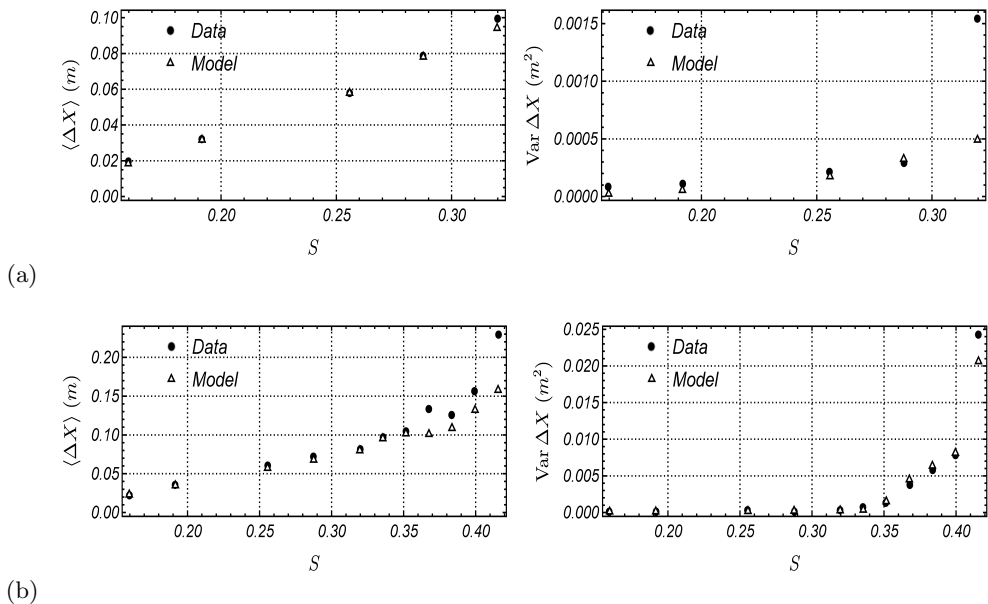 0.10
0.08
0.06
0.04
0.02
0.00
⟨ΔX⟩ (m)
Data
Model
0.20 0.25 0.30
S
0.0015
0.0010
0.0005
0.0000
Var ΔX (m²)
Data
Model
0.20 0.25 0.30
S
(a)
0.20
0.15
0.10
0.05
0.00
⟨ΔX⟩ (m)
Data
Model
0.20 0.25 0.30 0.35 0.40
S
0.025
0.020
0.015
0.010
0.005
0.000
Var ΔX (m²)
Data
Model
0.20 0.25 0.30 0.35 0.40
S
(b)